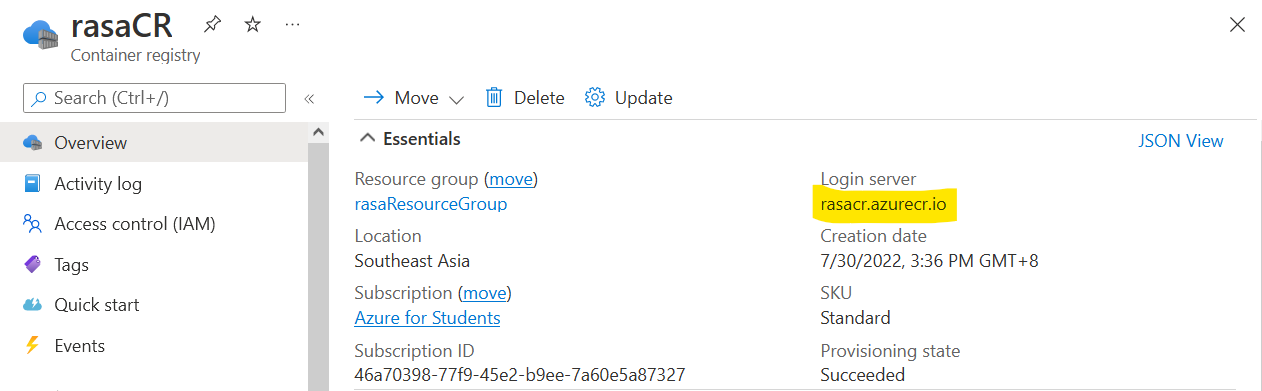 rasaCR
Container registry
Search (Ctrl+/)
Overview
Activity log
Access control (IAM)
Tags
Quick start
Events
Move
Delete
Update
Essentials
JSON View
Resource group (move)
rasaResourceGroup
Location
Southeast Asia
Subscription (move)
Azure for Students
Subscription ID
46a70398-77f9-45e2-b9ee-7a60e5a87327
Login server
rasacr.azurecr.io
Creation date
7/30/2022, 3:36 PM GMT+8
SKU
Standard
Provisioning state
Succeeded